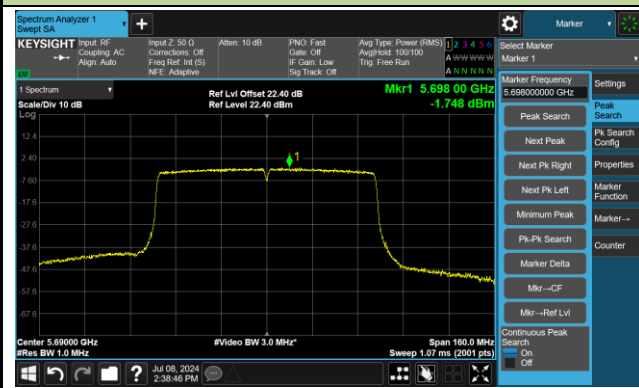 Spectrum Analyzer 1
Swept SA
+
Marker
KEYSIGHT
Input: RF
Coupling: AC
Align: Auto
Input Z: 50 Ω
Corrections: Off
Freq Ref: Int (S)
NFE: Adaptive
Atten: 10 dB
PNO: Fast
Gate: Off
IF Gain: Low
Sig Track: Off
Avg Type: Power (RMS)
Avg|Hold: 100/100
Trig: Free Run
1 2 3 4 5 6
A W W W W W
A N N N N N
Select Marker
Marker 1
1 Spectrum
Scale/Div 10 dB
Log
Ref Lvl Offset 22.40 dB
Ref Level 22.40 dBm
Mkr1 5.698 00 GHz
-1.748 dBm
12.4
2.40
-7.60
-17.6
-27.6
-37.6
-47.6
-57.6
-67.6
1
Center 5.69000 GHz
#Res BW 1.0 MHz
#Video BW 3.0 MHz*
Span 160.0 MHz
Sweep 1.07 ms (2001 pts)
Marker Frequency
5.698000000 GHz
Peak Search
Next Peak
Next Pk Right
Next Pk Left
Minimum Peak
Pk-Pk Search
Marker Delta
Mkr→CF
Mkr→Ref Lvl
Continuous Peak
Search
On
Off
Settings
Peak
Search
Pk Search
Config
Properties
Marker
Function
Marker→
Counter
?
Jul 08, 2024
2:38:46 PM